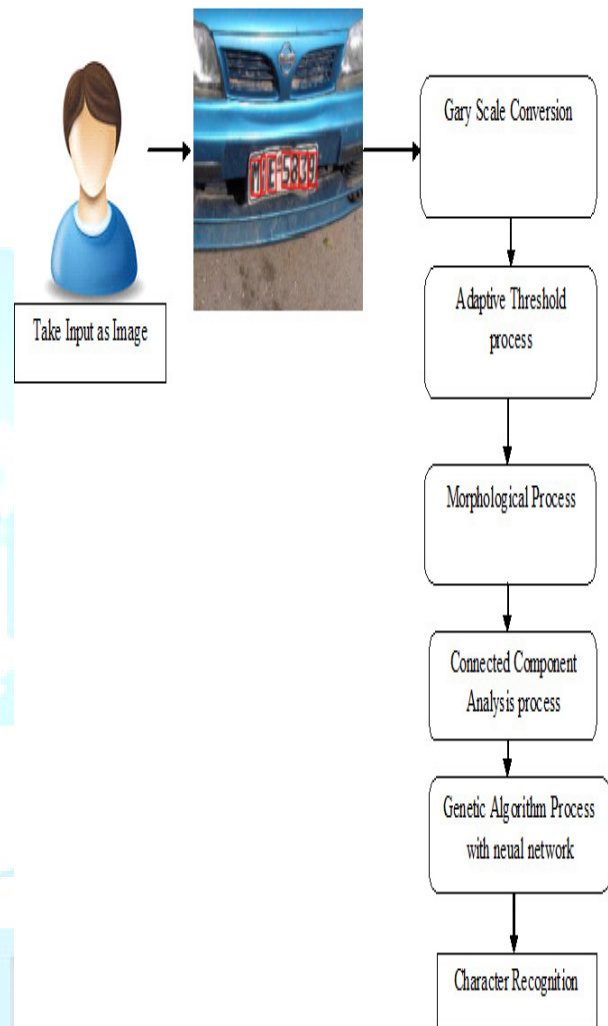 Take Input as Image
M E 5839
Gary Scale Conversion
Adaptive Threshold
process
Morphological Process
Connected Component
Analysis process
Genetic Algorithm Process
with neual network
Character Recognition